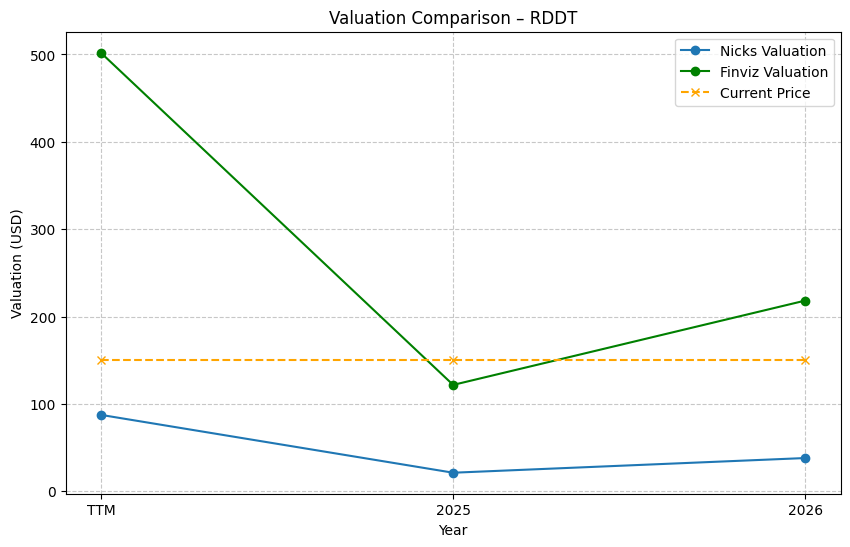 Valuation Comparison – RDDT
Nicks Valuation
Finviz Valuation
Current Price
Valuation (USD)
500
400
300
200
100
0
TTM
2025
2026
Year